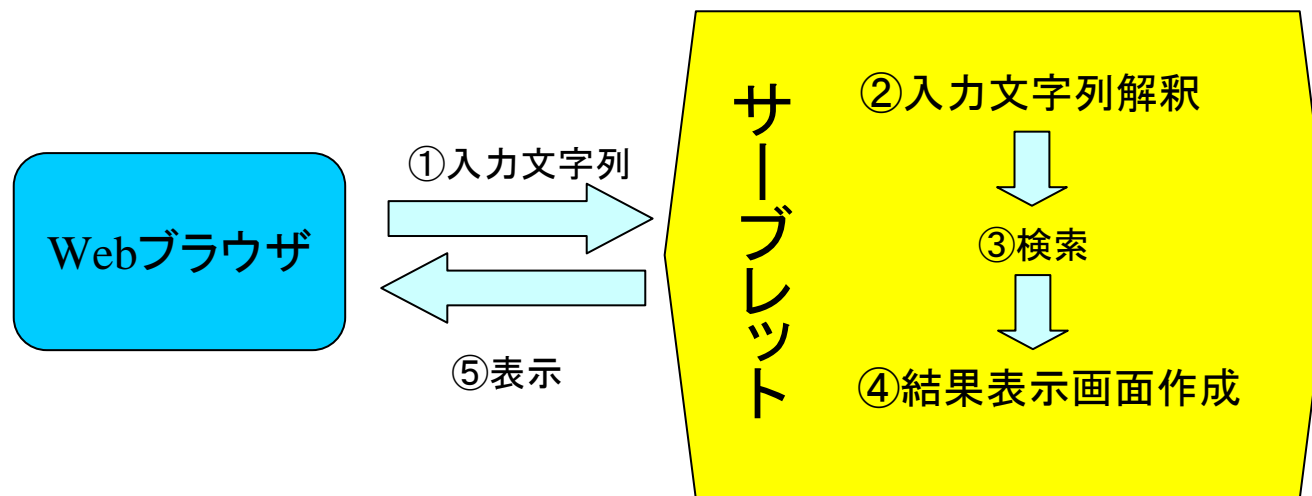 Webブラウザ
①入力文字列
⑤表示
サーブレット
②入力文字列解釈
③検索
④結果表示画面作成